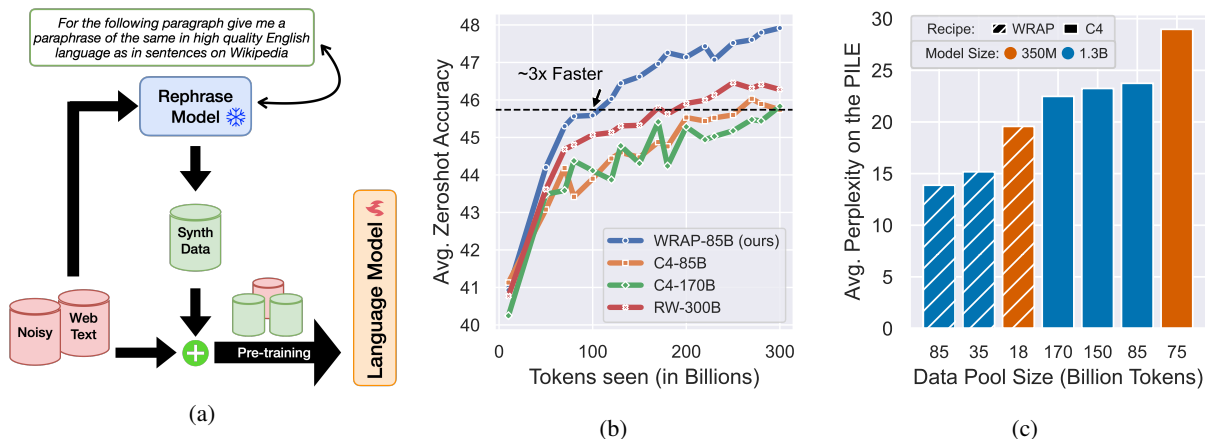 For the following paragraph give me a
paraphrase of the same in high quality English
language as in sentences on Wikipedia
Rephrase
Model
Synth
Data
Noisy
Web
Text
Pre-training
Language Model
(a)
Avg. Zeroshot Accuracy
48
47
46
45
44
43
42
41
40
~3x Faster
WRAP-85B (ours)
C4-85B
C4-170B
RW-300B
0 100 200 300
Tokens seen (in Billions)
(b)
Avg. Perplexity on the PILE
30
25
20
15
10
5
0
Recipe: WRAP C4
Model Size: 350M 1.3B
85 35 18 170 150 85 75
Data Pool Size (Billion Tokens)
(c)